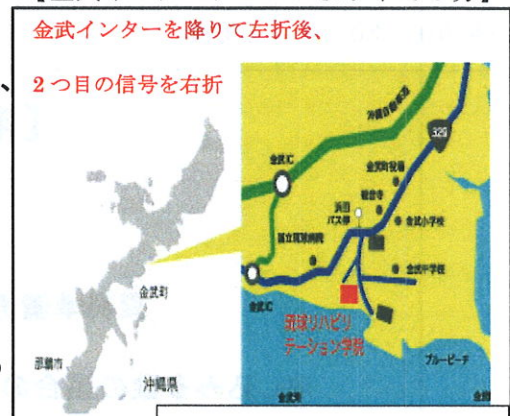 金武インターを降りて左折後、
2つ目の信号を右折
沖縄自動車道
329
金武IC
金武町役場
観音寺
浜田
バス停
金武小学校
国立琉球病院
金武中学校
金武町
金武IC
琉球リハビリ
テーション学院
ブルービーチ
那覇市
沖縄県